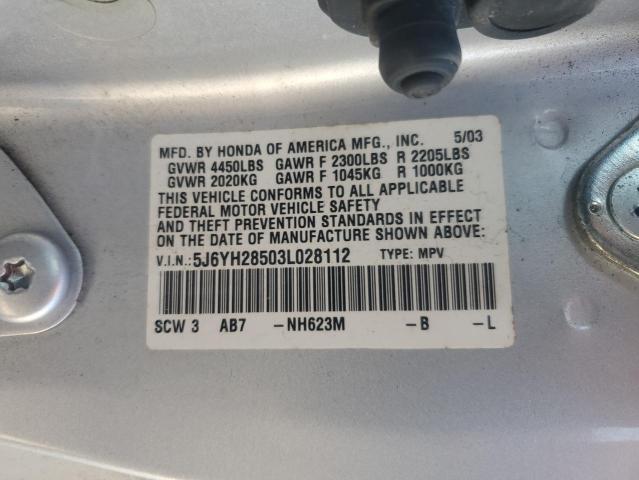 MFD. BY HONDA OF AMERICA MFG., INC. 5/03
GVWR 4450LBS GAWR F 2300LBS R 2205LBS
GVWR 2020KG GAWR F 1045KG R 1000KG
THIS VEHICLE CONFORMS TO ALL APPLICABLE
FEDERAL MOTOR VEHICLE SAFETY
AND THEFT PREVENTION STANDARDS IN EFFECT
ON THE DATE OF MANUFACTURE SHOWN ABOVE:
V.I.N.: 5J6YH28503L028112 TYPE: MPV
SCW 3 AB7 -NH623M -B -L